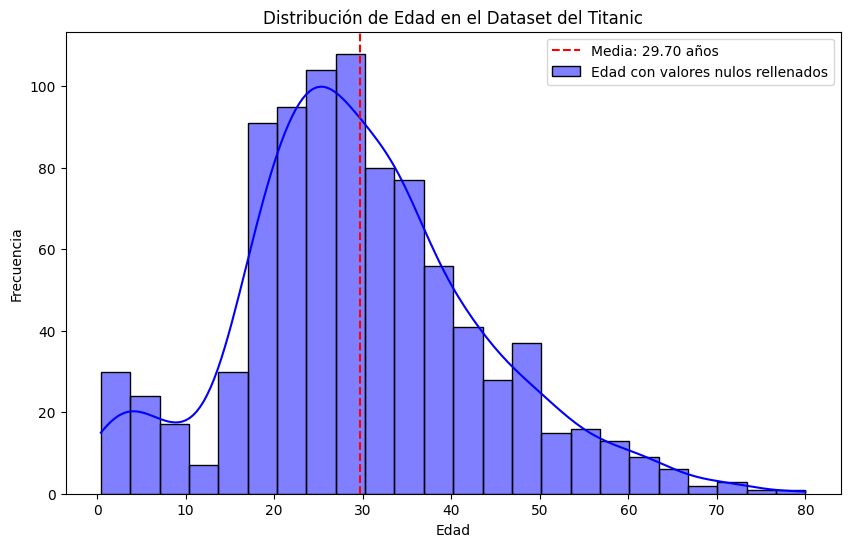 Distribución de Edad en el Dataset del Titanic
Media: 29.70 años
Edad con valores nulos rellenados
Frecuencia
100
80
60
40
20
0
0 10 20 30 40 50 60 70 80
Edad